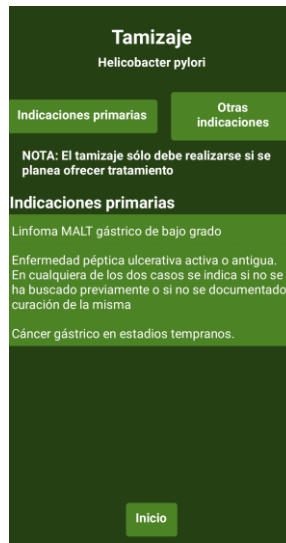 Tamizaje
Helicobacter pylori
Indicaciones primarias
Otras
indicaciones
NOTA: El tamizaje sólo debe realizarse si se
planea ofrecer tratamiento
Indicaciones primarias
Linfoma MALT gástrico de bajo grado
Enfermedad péptica ulcerativa activa o antigua.
En cualquiera de los dos casos se indica si no se
ha buscado previamente o si no se documentado
curación de la misma
Cáncer gástrico en estadios tempranos.
Inicio